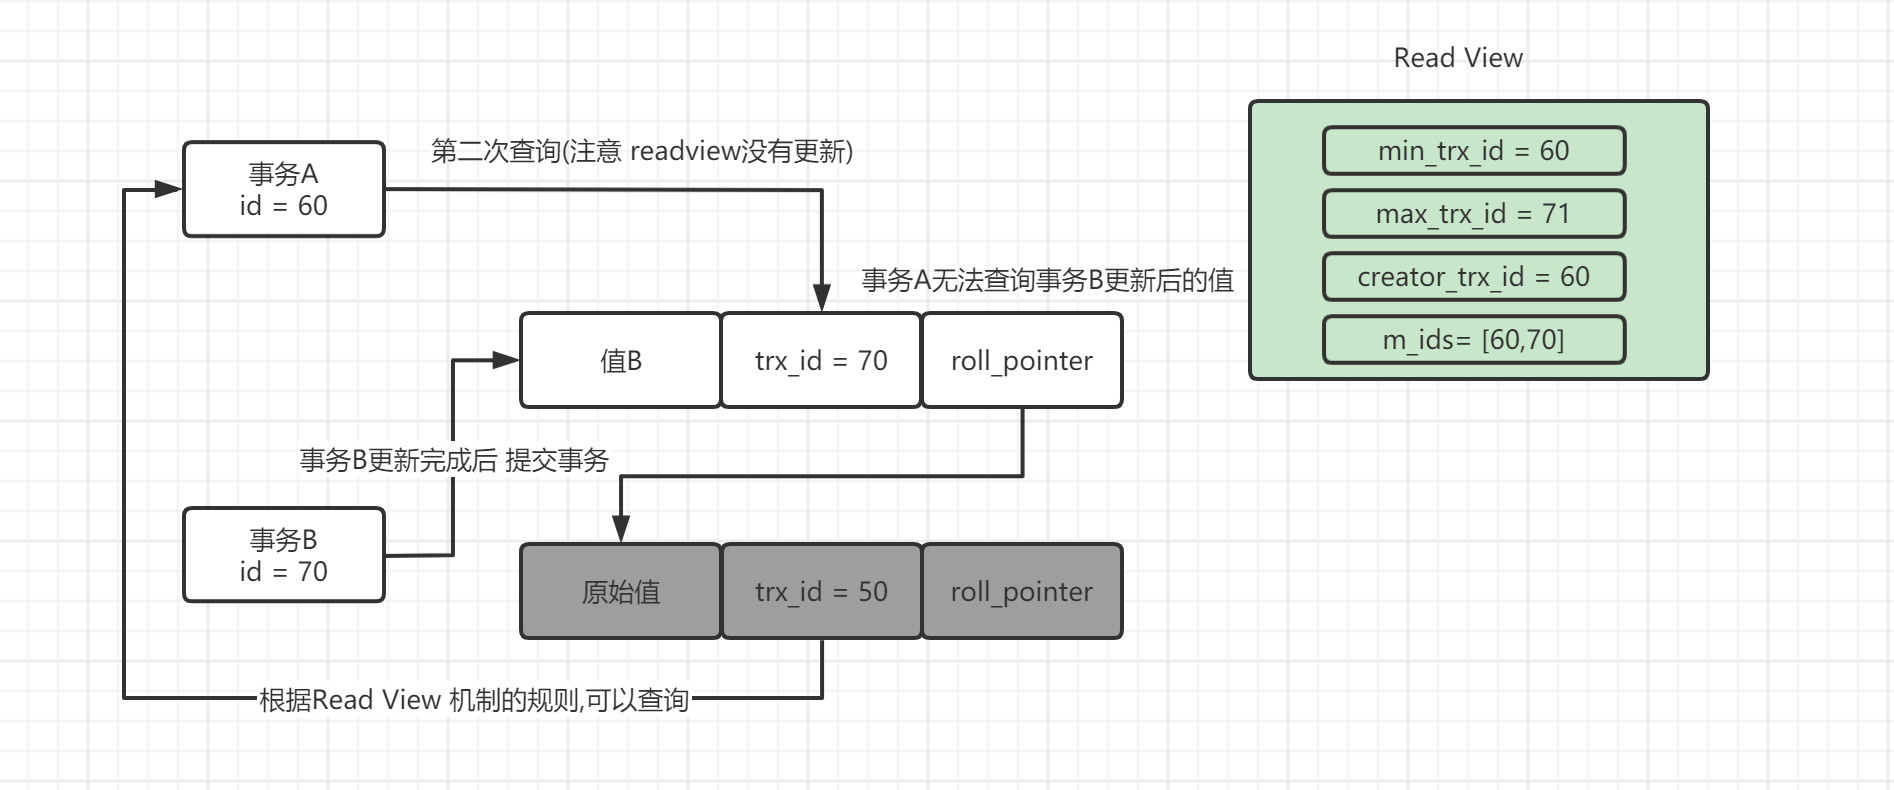 Read View
min_trx_id = 60
max_trx_id = 71
creator_trx_id = 60
m_ids= [60,70]
第二次查询(注意 readview没有更新)
事务A
id = 60
事务A无法查询事务B更新后的值
值B
trx_id = 70
roll_pointer
事务B更新完成后 提交事务
事务B
id = 70
原始值
trx_id = 50
roll_pointer
根据Read View 机制的规则,可以查询